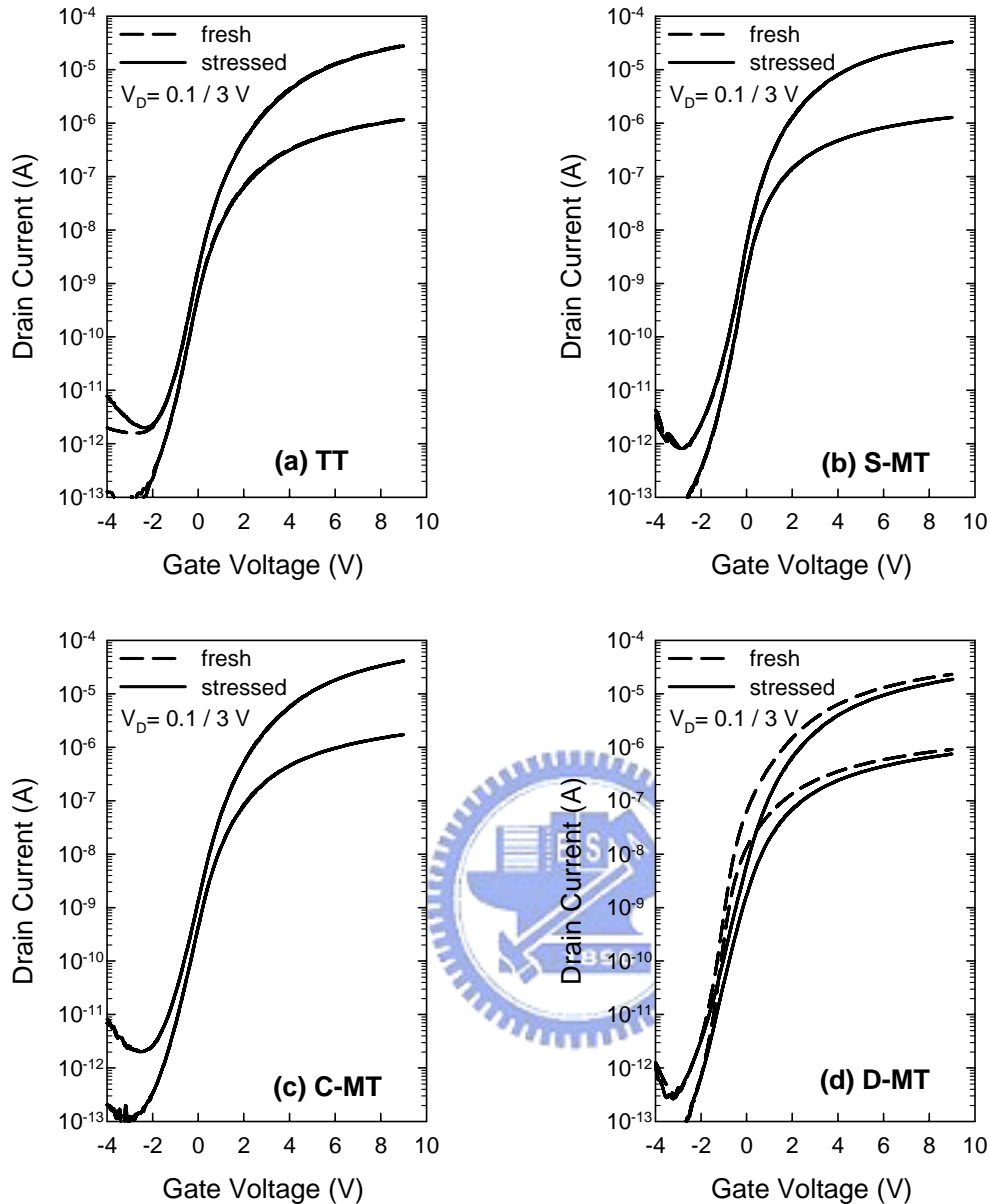 10-4
10-5
10-6
10-7
10-8
10-9
10-10
10-11
10-12
10-13
Drain Current (A)
fresh
stressed
VD= 0.1 / 3 V
(a) TT
-4 -2 0 2 4 6 8 10
Gate Voltage (V)
10-4
10-5
10-6
10-7
10-8
10-9
10-10
10-11
10-12
10-13
Drain Current (A)
fresh
stressed
VD= 0.1 / 3 V
(b) S-MT
-4 -2 0 2 4 6 8 10
Gate Voltage (V)
10-4
10-5
10-6
10-7
10-8
10-9
10-10
10-11
10-12
10-13
Drain Current (A)
fresh
stressed
VD= 0.1 / 3 V
(c) C-MT
-4 -2 0 2 4 6 8 10
Gate Voltage (V)
10-4
10-5
10-6
10-7
10-8
10-9
10-10
10-11
10-12
10-13
Drain Current (A)
fresh
stressed
VD= 0.1 / 3 V
(d) D-MT
-4 -2 0 2 4 6 8 10
Gate Voltage (V)